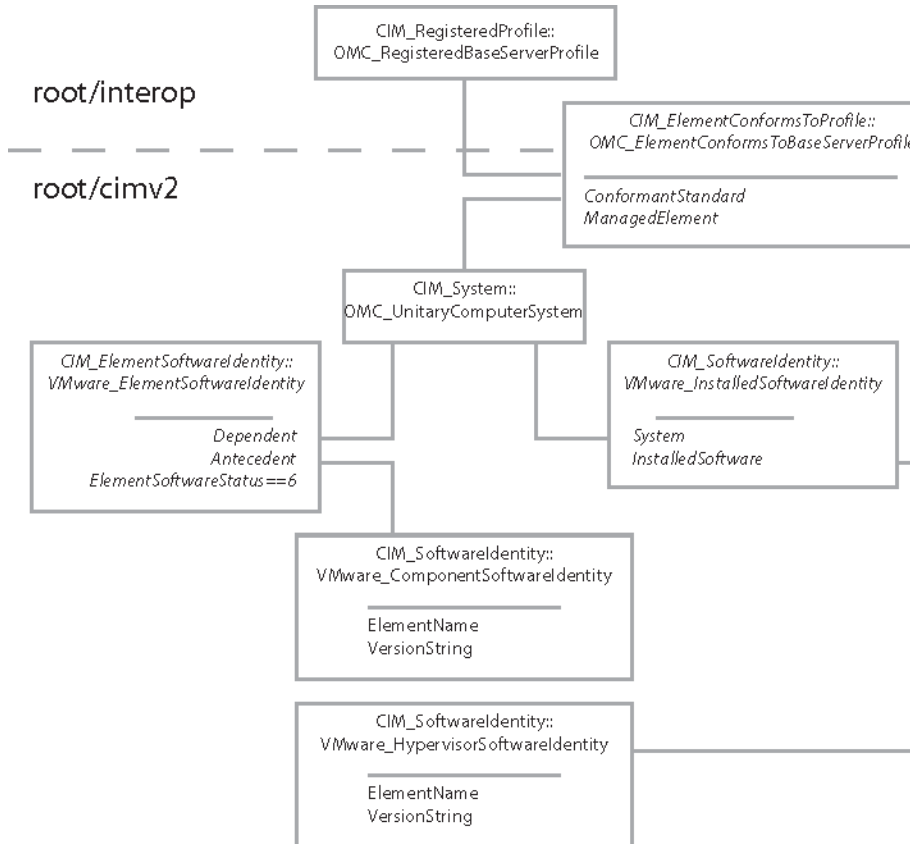 CIM_RegisteredProfile::
OMC_RegisteredBaseServerProfile
root/interop
CIM_ElementConformsToProfile::
OMC_ElementConformsToBaseServerProfile
root/cimv2
ConformantStandard
ManagedElement
CIM_System::
OMC_UnitaryComputerSystem
CIM_ElementSoftwareIdentity::
VMware_ElementSoftwareIdentity
Dependent
Antecedent
ElementSoftwareStatus==6
CIM_SoftwareIdentity::
VMware_InstalledSoftwareIdentity
System
InstalledSoftware
CIM_SoftwareIdentity::
VMware_ComponentSoftwareIdentity
ElementName
VersionString
CIM_SoftwareIdentity::
VMware_HypervisorSoftwareIdentity
ElementName
VersionString